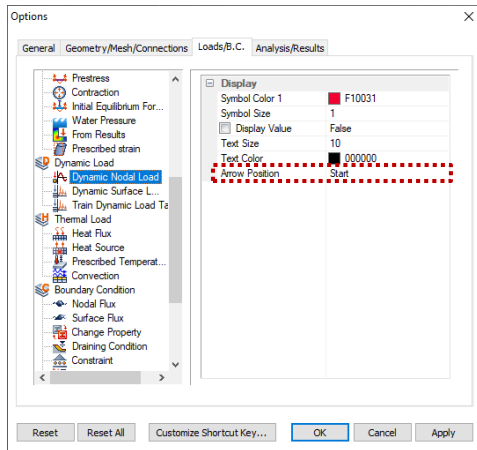 Options
General Geometry/Mesh/Connections Loads/B.C. Analysis/Results
Prestress
Contraction
Initial Equilibrium For...
Water Pressure
From Results
Prescribed strain
Dynamic Load
Dynamic Nodal Load
Dynamic Surface L...
Train Dynamic Load Ta
Thermal Load
Heat Flux
Heat Source
Prescribed Temperat...
Convection
Boundary Condition
Nodal Flux
Surface Flux
Change Property
Draining Condition
Constraint
Display
Symbol Color 1 F10031
Symbol Size 1
Display Value False
Text Size 10
Text Color 000000
Arrow Position Start
Reset Reset All Customize Shortcut Key... OK Cancel Apply